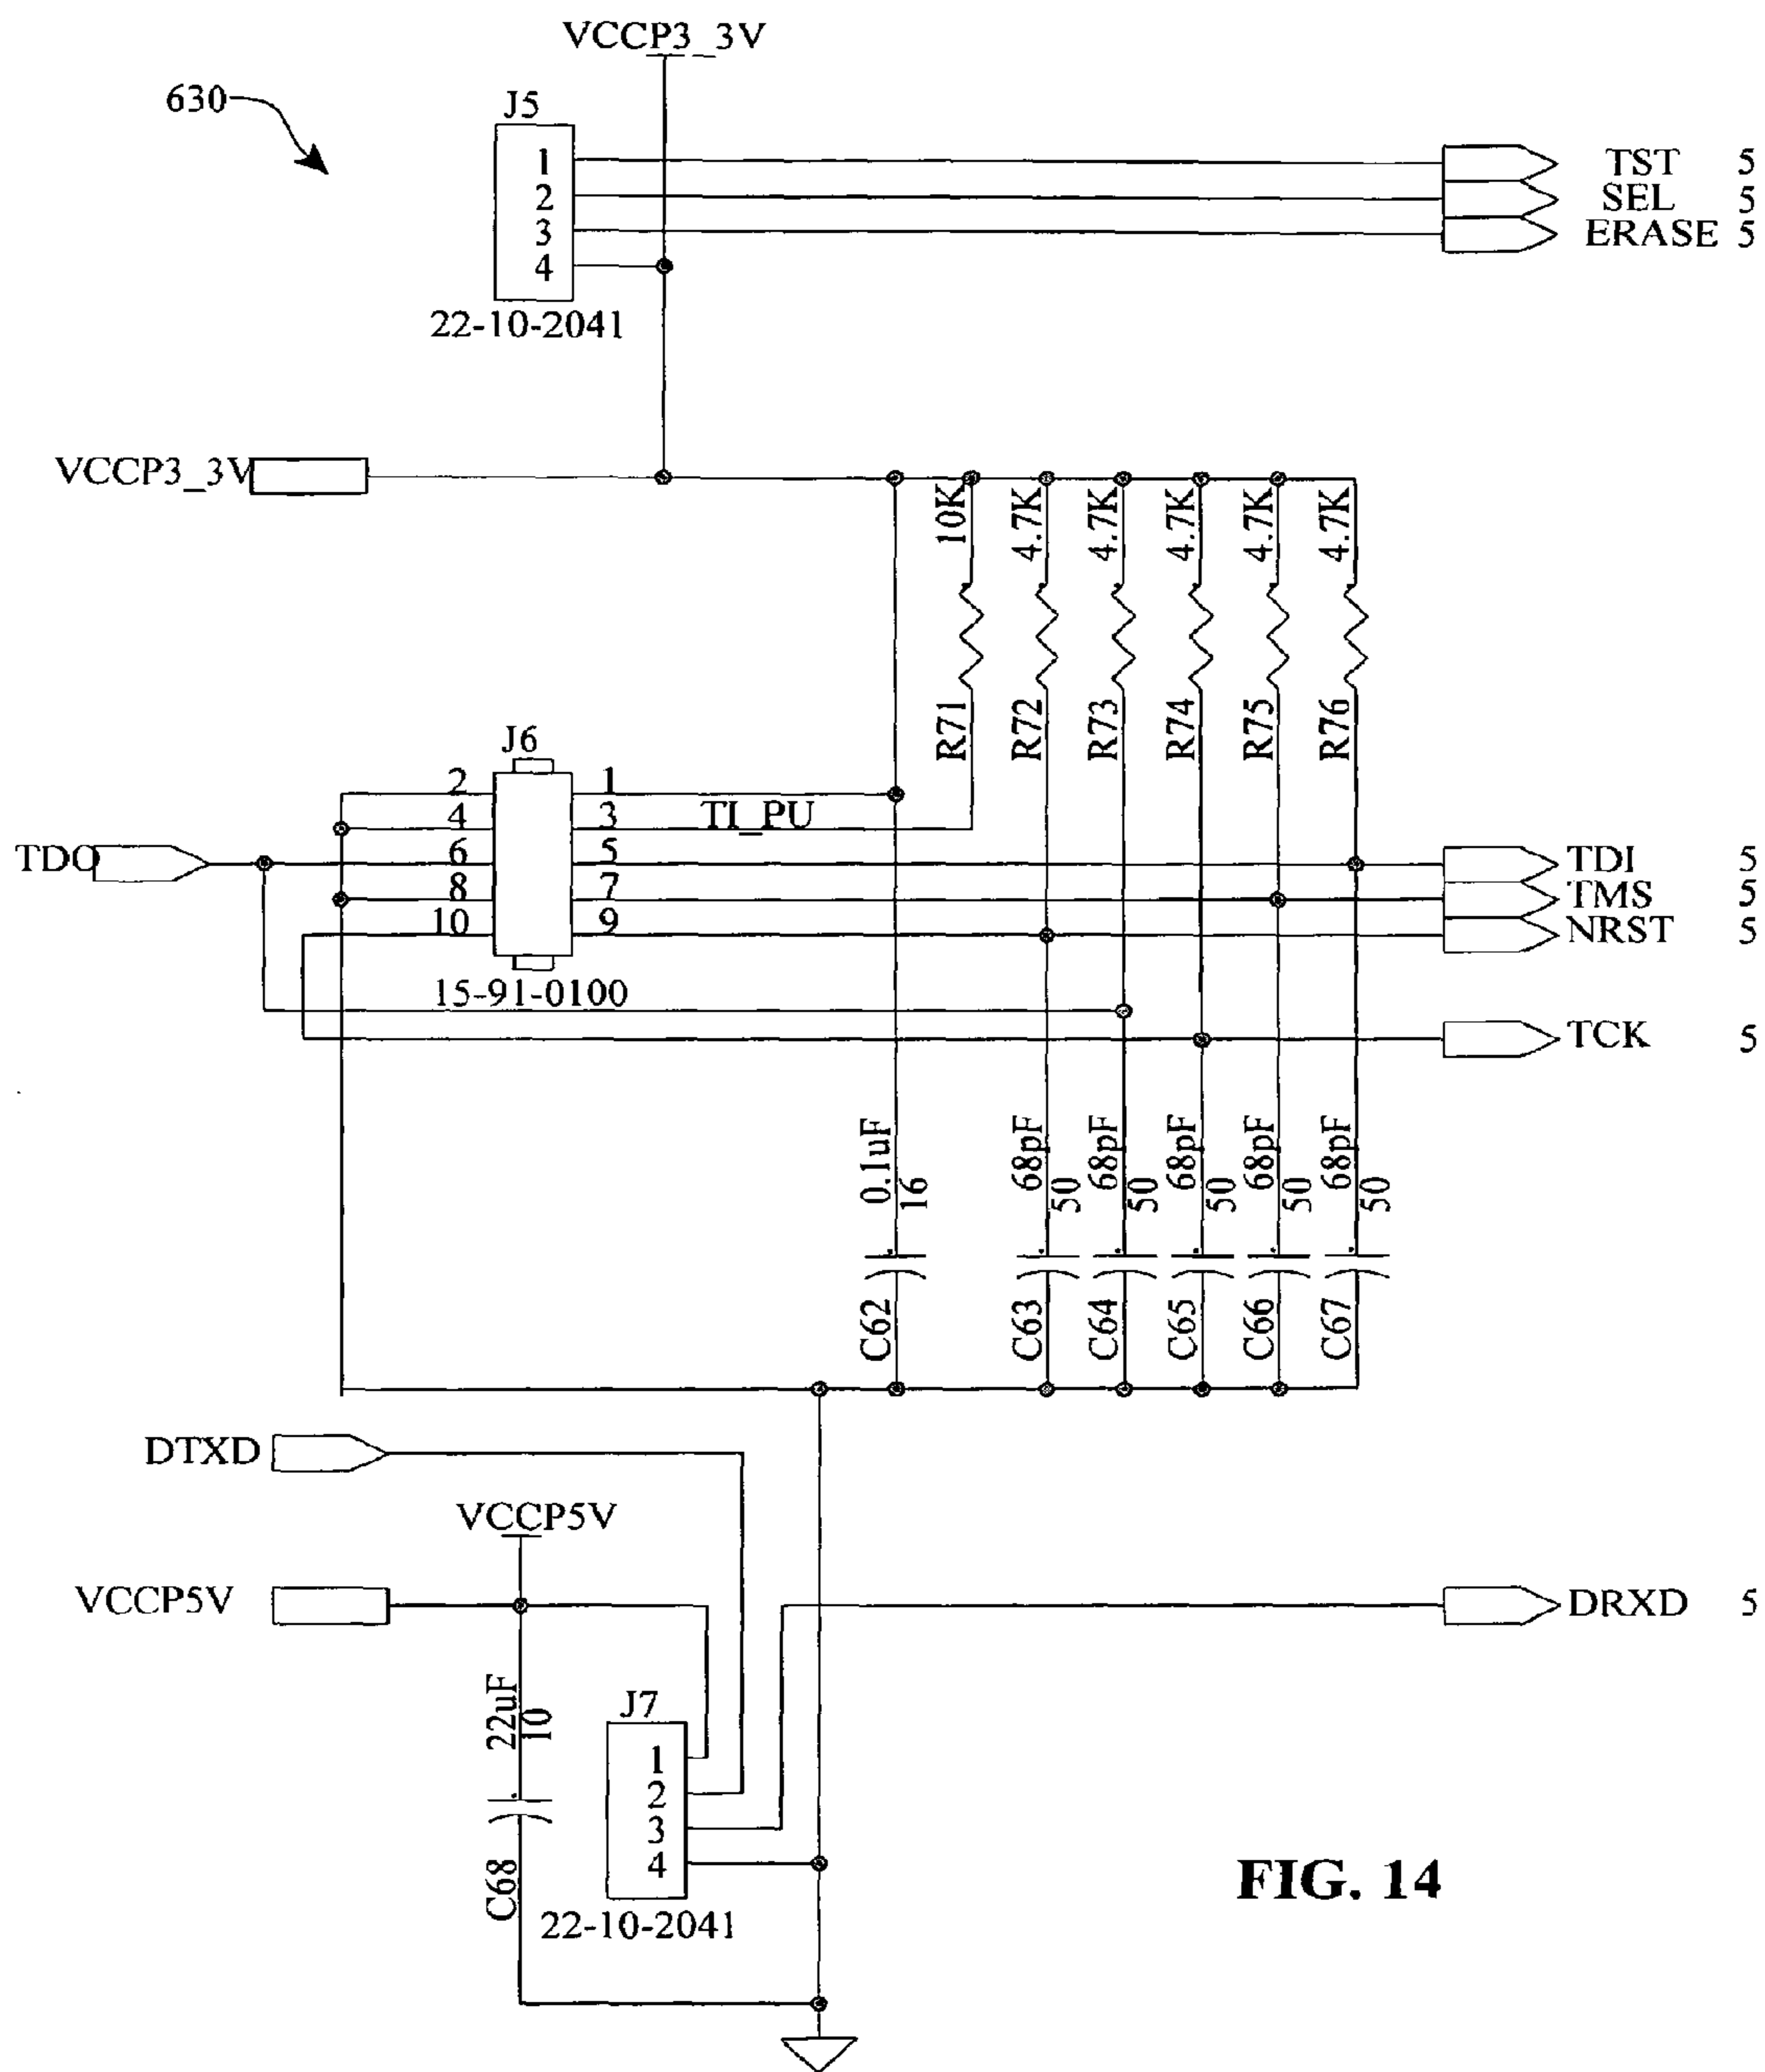 VCCP3_3V
630
J5
1
2
3
4
22-10-2041
TST 5
SEL 5
ERASE 5
VCCP3_3V
10K
4.7K
4.7K
4.7K
4.7K
4.7K
R71
R72
R73
R74
R75
R76
J6
2 1
4 3 TI_PU
6 5
8 7
10 9
15-91-0100
TDO
TDI 5
TMS 5
NRST 5
TCK 5
0.1uF
16
68pF
50
68pF
50
68pF
50
68pF
50
68pF
50
C62
C63
C64
C65
C66
C67
DTXD
VCCP5V
VCCP5V
DRXD 5
22uF
10
C68
J7
1
2
3
4
22-10-2041
FIG. 14